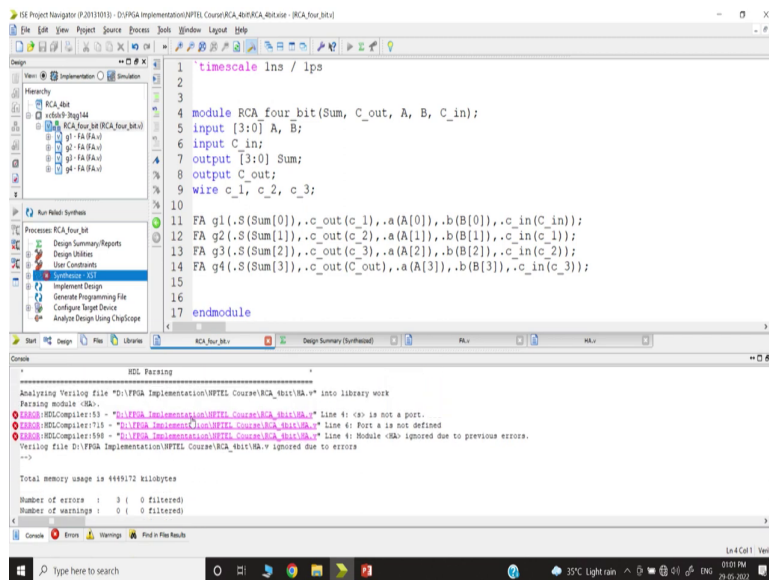 ISE Project Navigator (P.20131013) - D:\FPGA Implementation\NPTEL Course\RCA_4bit\RCA_4bit.xise - [RCA_four_bit.v]
File Edit View Project Source Process Tools Window Layout Help
Design
View: Implementation Simulation
Hierarchy
RCA_4bit
xc6slx9-3tqg144
RCA_four_bit (RCA_four_bit.v)
g1 - FA (FA.v)
g2 - FA (FA.v)
g3 - FA (FA.v)
g4 - FA (FA.v)
Run Failed: Synthesis
Processes: RCA_four_bit
Design Summary/Reports
Design Utilities
User Constraints
Synthesize - XST
Implement Design
Generate Programming File
Configure Target Device
Analyze Design Using ChipScope
Start Design Files Libraries
1 `timescale 1ns / 1ps
2
3
4 module RCA_four_bit(Sum, C_out, A, B, C_in);
5 input [3:0] A, B;
6 input C_in;
7 output [3:0] Sum;
8 output C_out;
9 wire c_1, c_2, c_3;
10
11 FA g1(.S(Sum[0]),.c_out(c_1),.a(A[0]),.b(B[0]),.c_in(C_in));
12 FA g2(.S(Sum[1]),.c_out(c_2),.a(A[1]),.b(B[1]),.c_in(c_1));
13 FA g3(.S(Sum[2]),.c_out(c_3),.a(A[2]),.b(B[2]),.c_in(c_2));
14 FA g4(.S(Sum[3]),.c_out(C_out),.a(A[3]),.b(B[3]),.c_in(c_3));
15
16
17 endmodule
RCA_four_bit.v Design Summary (Synthesized) FA.v HA.v
Console
* HDL Parsing *
Analyzing Verilog file "D:\FPGA Implementation\NPTEL Course\RCA_4bit\HA.v" into library work
Parsing module <HA>.
ERROR:HDLCompiler:53 - "D:\FPGA Implementation\NPTEL Course\RCA_4bit\HA.v" Line 4: <s> is not a port.
ERROR:HDLCompiler:715 - "D:\FPGA Implementation\NPTEL Course\RCA_4bit\HA.v" Line 6: Port a is not defined
ERROR:HDLCompiler:598 - "D:\FPGA Implementation\NPTEL Course\RCA_4bit\HA.v" Line 4: Module <HA> ignored due to previous errors.
Verilog file D:\FPGA Implementation\NPTEL Course\RCA_4bit\HA.v ignored due to errors
-->
Total memory usage is 4449172 kilobytes
Number of errors : 3 ( 0 filtered)
Number of warnings : 0 ( 0 filtered)
Console Errors Warnings Find in Files Results
Ln 4 Col 1 Veri
Type here to search
35°C Light rain ENG 01:01 PM
29-05-2022